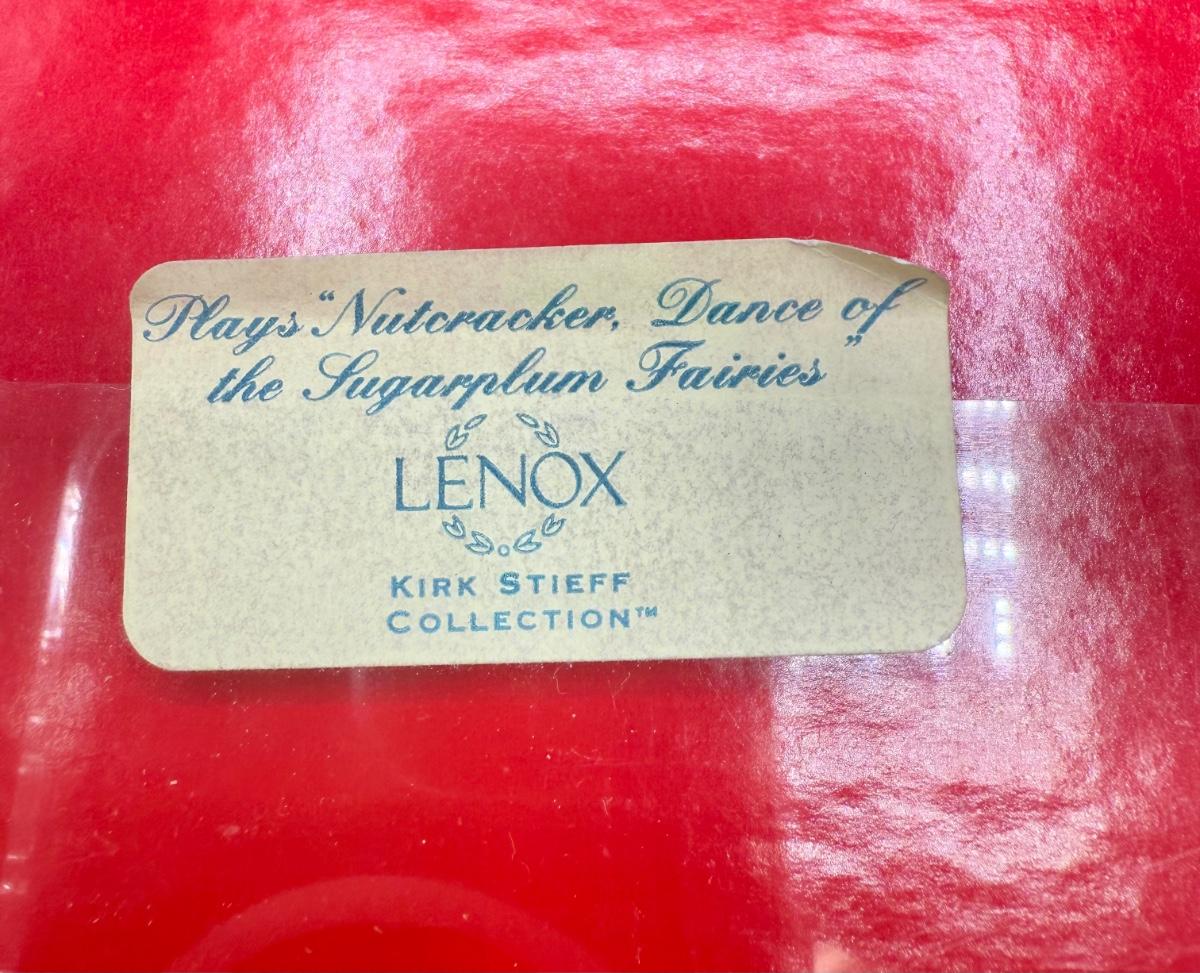 Plays "Nutcracker, Dance of
the Sugarplum Fairies"
LENOX
KIRK STIEFF
COLLECTION™